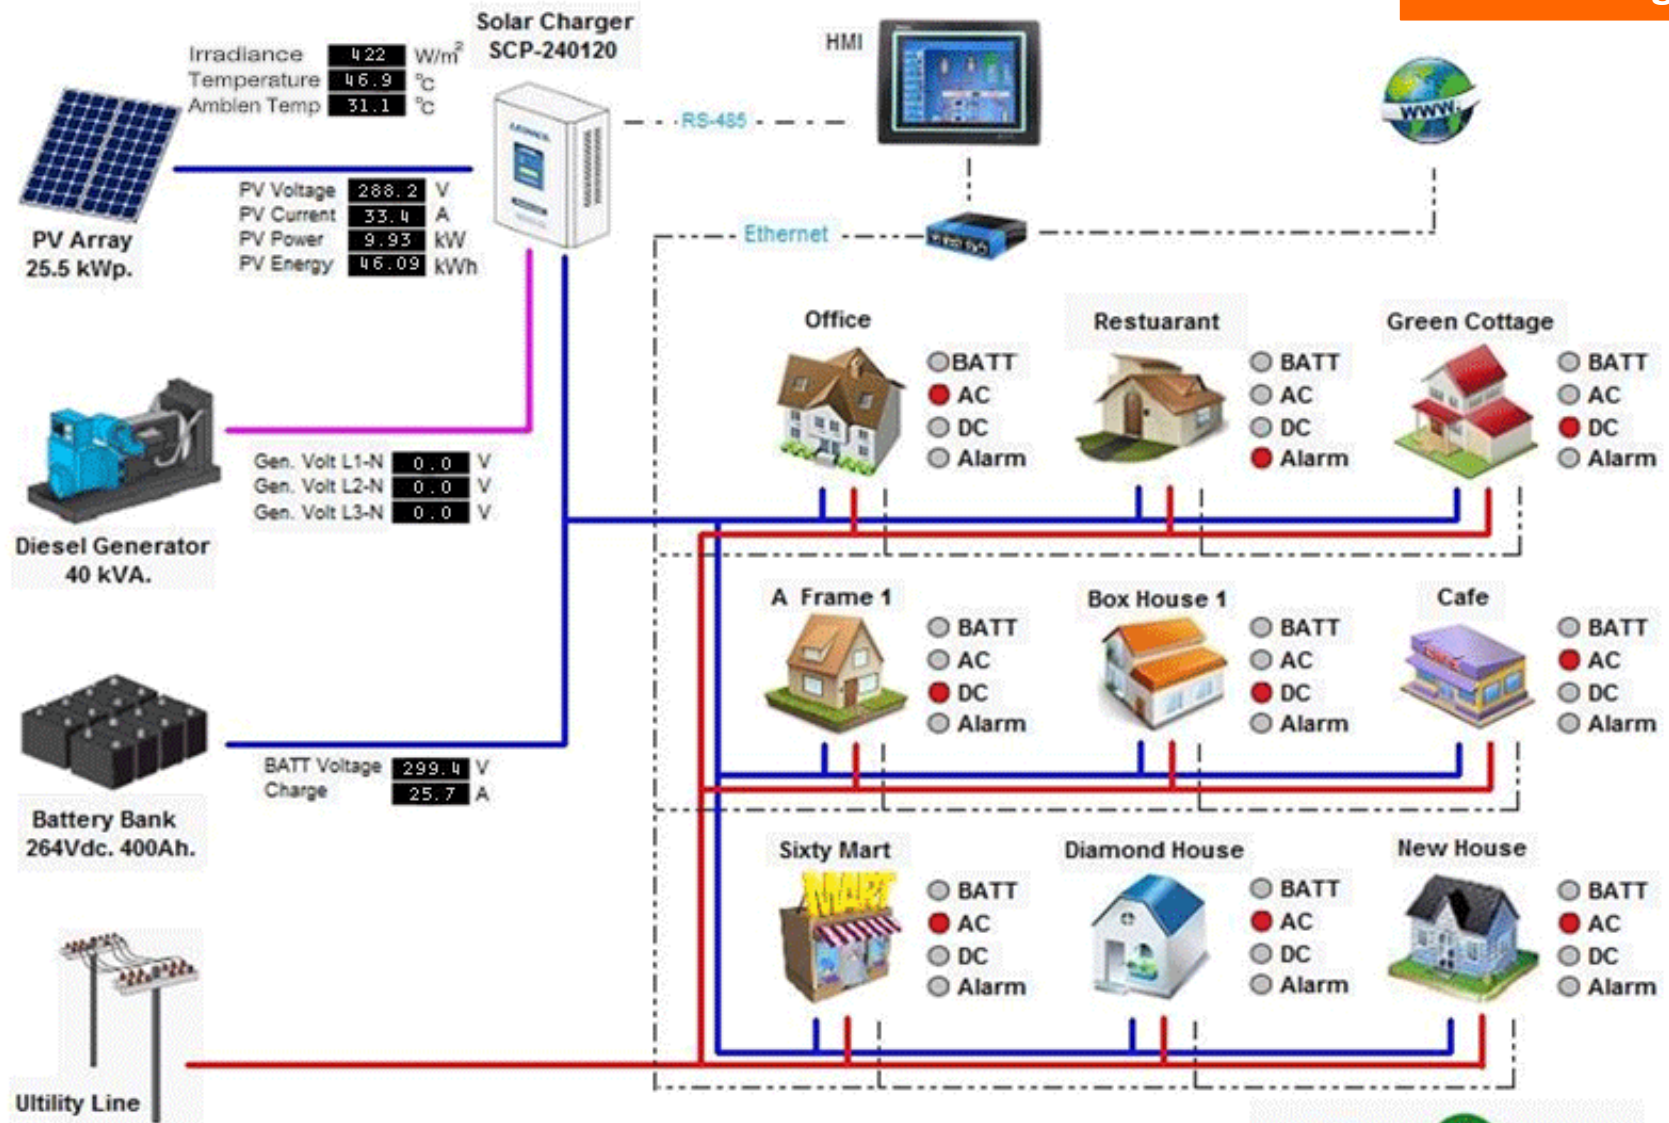 Solar Charger
SCP-240120
Irradiance 422 W/m²
Temperature 46.9 °C
Ambien Temp 31.1 °C
HMI
RS-485
WWW.
PV Voltage 288.2 V
PV Current 33.4 A
PV Power 9.93 kW
PV Energy 46.09 kWh
PV Array
25.5 kWp.
Ethernet
Office
BATT
AC
DC
Alarm
Restuarant
BATT
AC
DC
Alarm
Green Cottage
BATT
AC
DC
Alarm
Gen. Volt L1-N 0.0 V
Gen. Volt L2-N 0.0 V
Gen. Volt L3-N 0.0 V
Diesel Generator
40 kVA.
A Frame 1
BATT
AC
DC
Alarm
Box House 1
BATT
AC
DC
Alarm
Cafe
BATT
AC
DC
Alarm
BATT Voltage 299.4 V
Charge 25.7 A
Battery Bank
264Vdc. 400Ah.
Sixty Mart
MART
BATT
AC
DC
Alarm
Diamond House
BATT
AC
DC
Alarm
New House
BATT
AC
DC
Alarm
Ultility Line